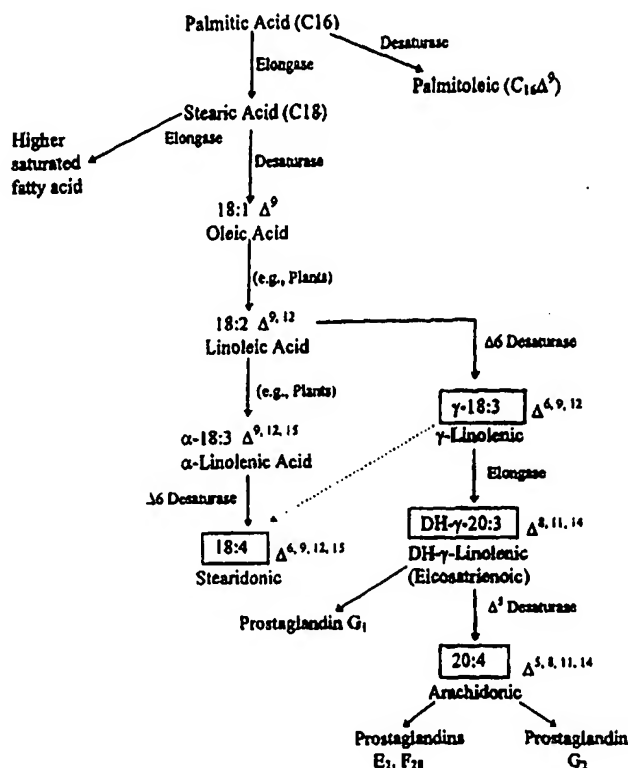 Palmitic Acid (C16)
Desaturase
Elongase
Palmitoleic (C16Δ9)
Stearic Acid (C18)
Elongase
Higher
saturated
fatty acid
Desaturase
18:1 Δ9
Oleic Acid
(e.g., Plants)
18:2 Δ9, 12
Linoleic Acid
Δ6 Desaturase
(e.g., Plants)
γ-18:3 Δ6, 9, 12
γ-Linolenic
α-18:3 Δ9, 12, 15
α-Linolenic Acid
Elongase
Δ6 Desaturase
DH-γ-20:3 Δ8, 11, 14
DH-γ-Linolenic
(Eicosatrienoic)
18:4 Δ6, 9, 12, 15
Stearidonic
Δ5 Desaturase
Prostaglandin G1
20:4 Δ5, 8, 11, 14
Arachidonic
Prostaglandins
E2,
Prostaglandin
G2